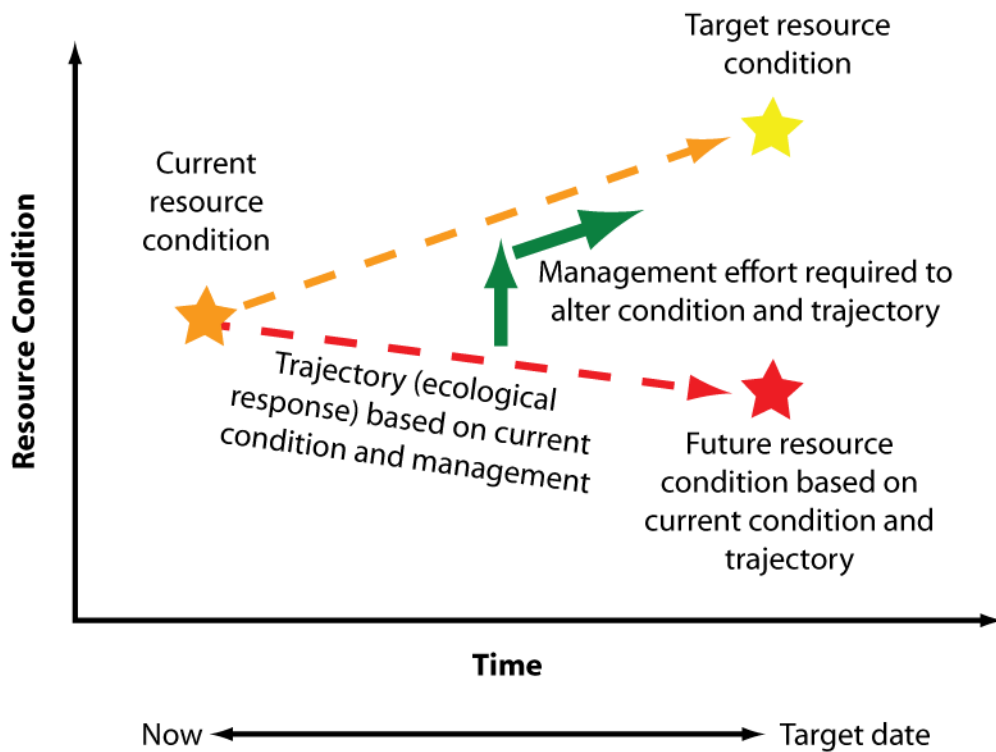 Target resource
condition
Current
resource
condition
Resource Condition
Management effort required to
alter condition and trajectory
Trajectory (ecological
response) based on current
condition and management
Future resource
condition based on
current condition and
trajectory
Time
Now
Target date